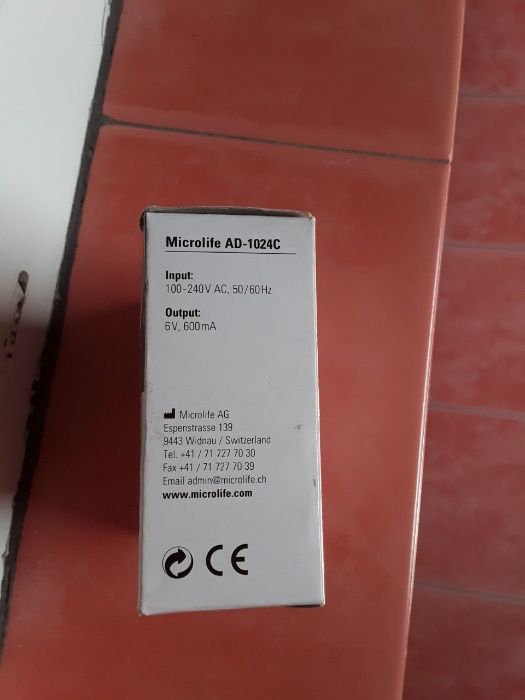 Microlife AD-1024C
Input:
100-240V AC, 50/60Hz
Output:
6V, 600mA
Microlife AG
Espenstrasse 139
9443 Widnau / Switzerland
Tel. +41 / 71 727 70 30
Fax +41 / 71 727 70 39
Email admin@microlife.ch
www.microlife.com
CE